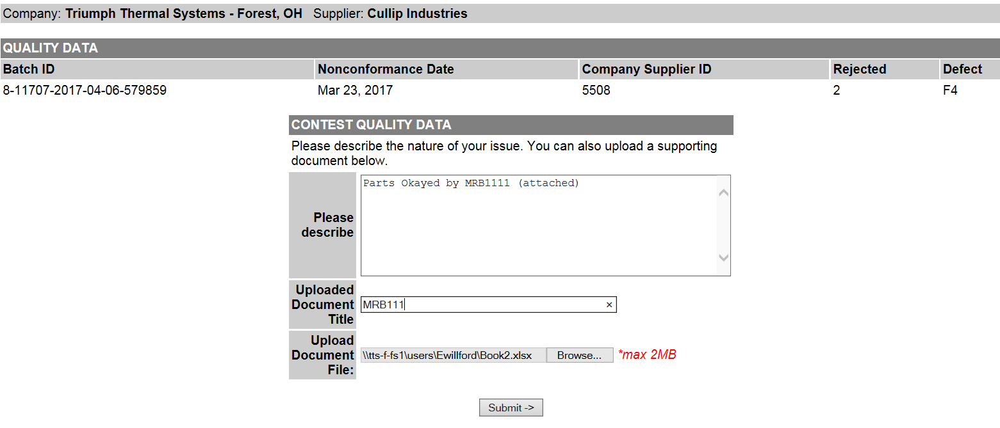 Company: Triumph Thermal Systems - Forest, OH Supplier: Cullip Industries
QUALITY DATA
Batch ID Nonconformance Date Company Supplier ID Rejected Defect
8-11707-2017-04-06-579859 Mar 23, 2017 5508 2 F4
CONTEST QUALITY DATA
Please describe the nature of your issue. You can also upload a supporting
document below.
Please
describe
Parts Okayed by MRB1111 (attached)
Uploaded
Document
Title
MRB111 ×
Upload
Document
File:
\\tts-f-fs1\users\Ewillford\Book2.xlsx Browse... *max 2MB
Submit ->